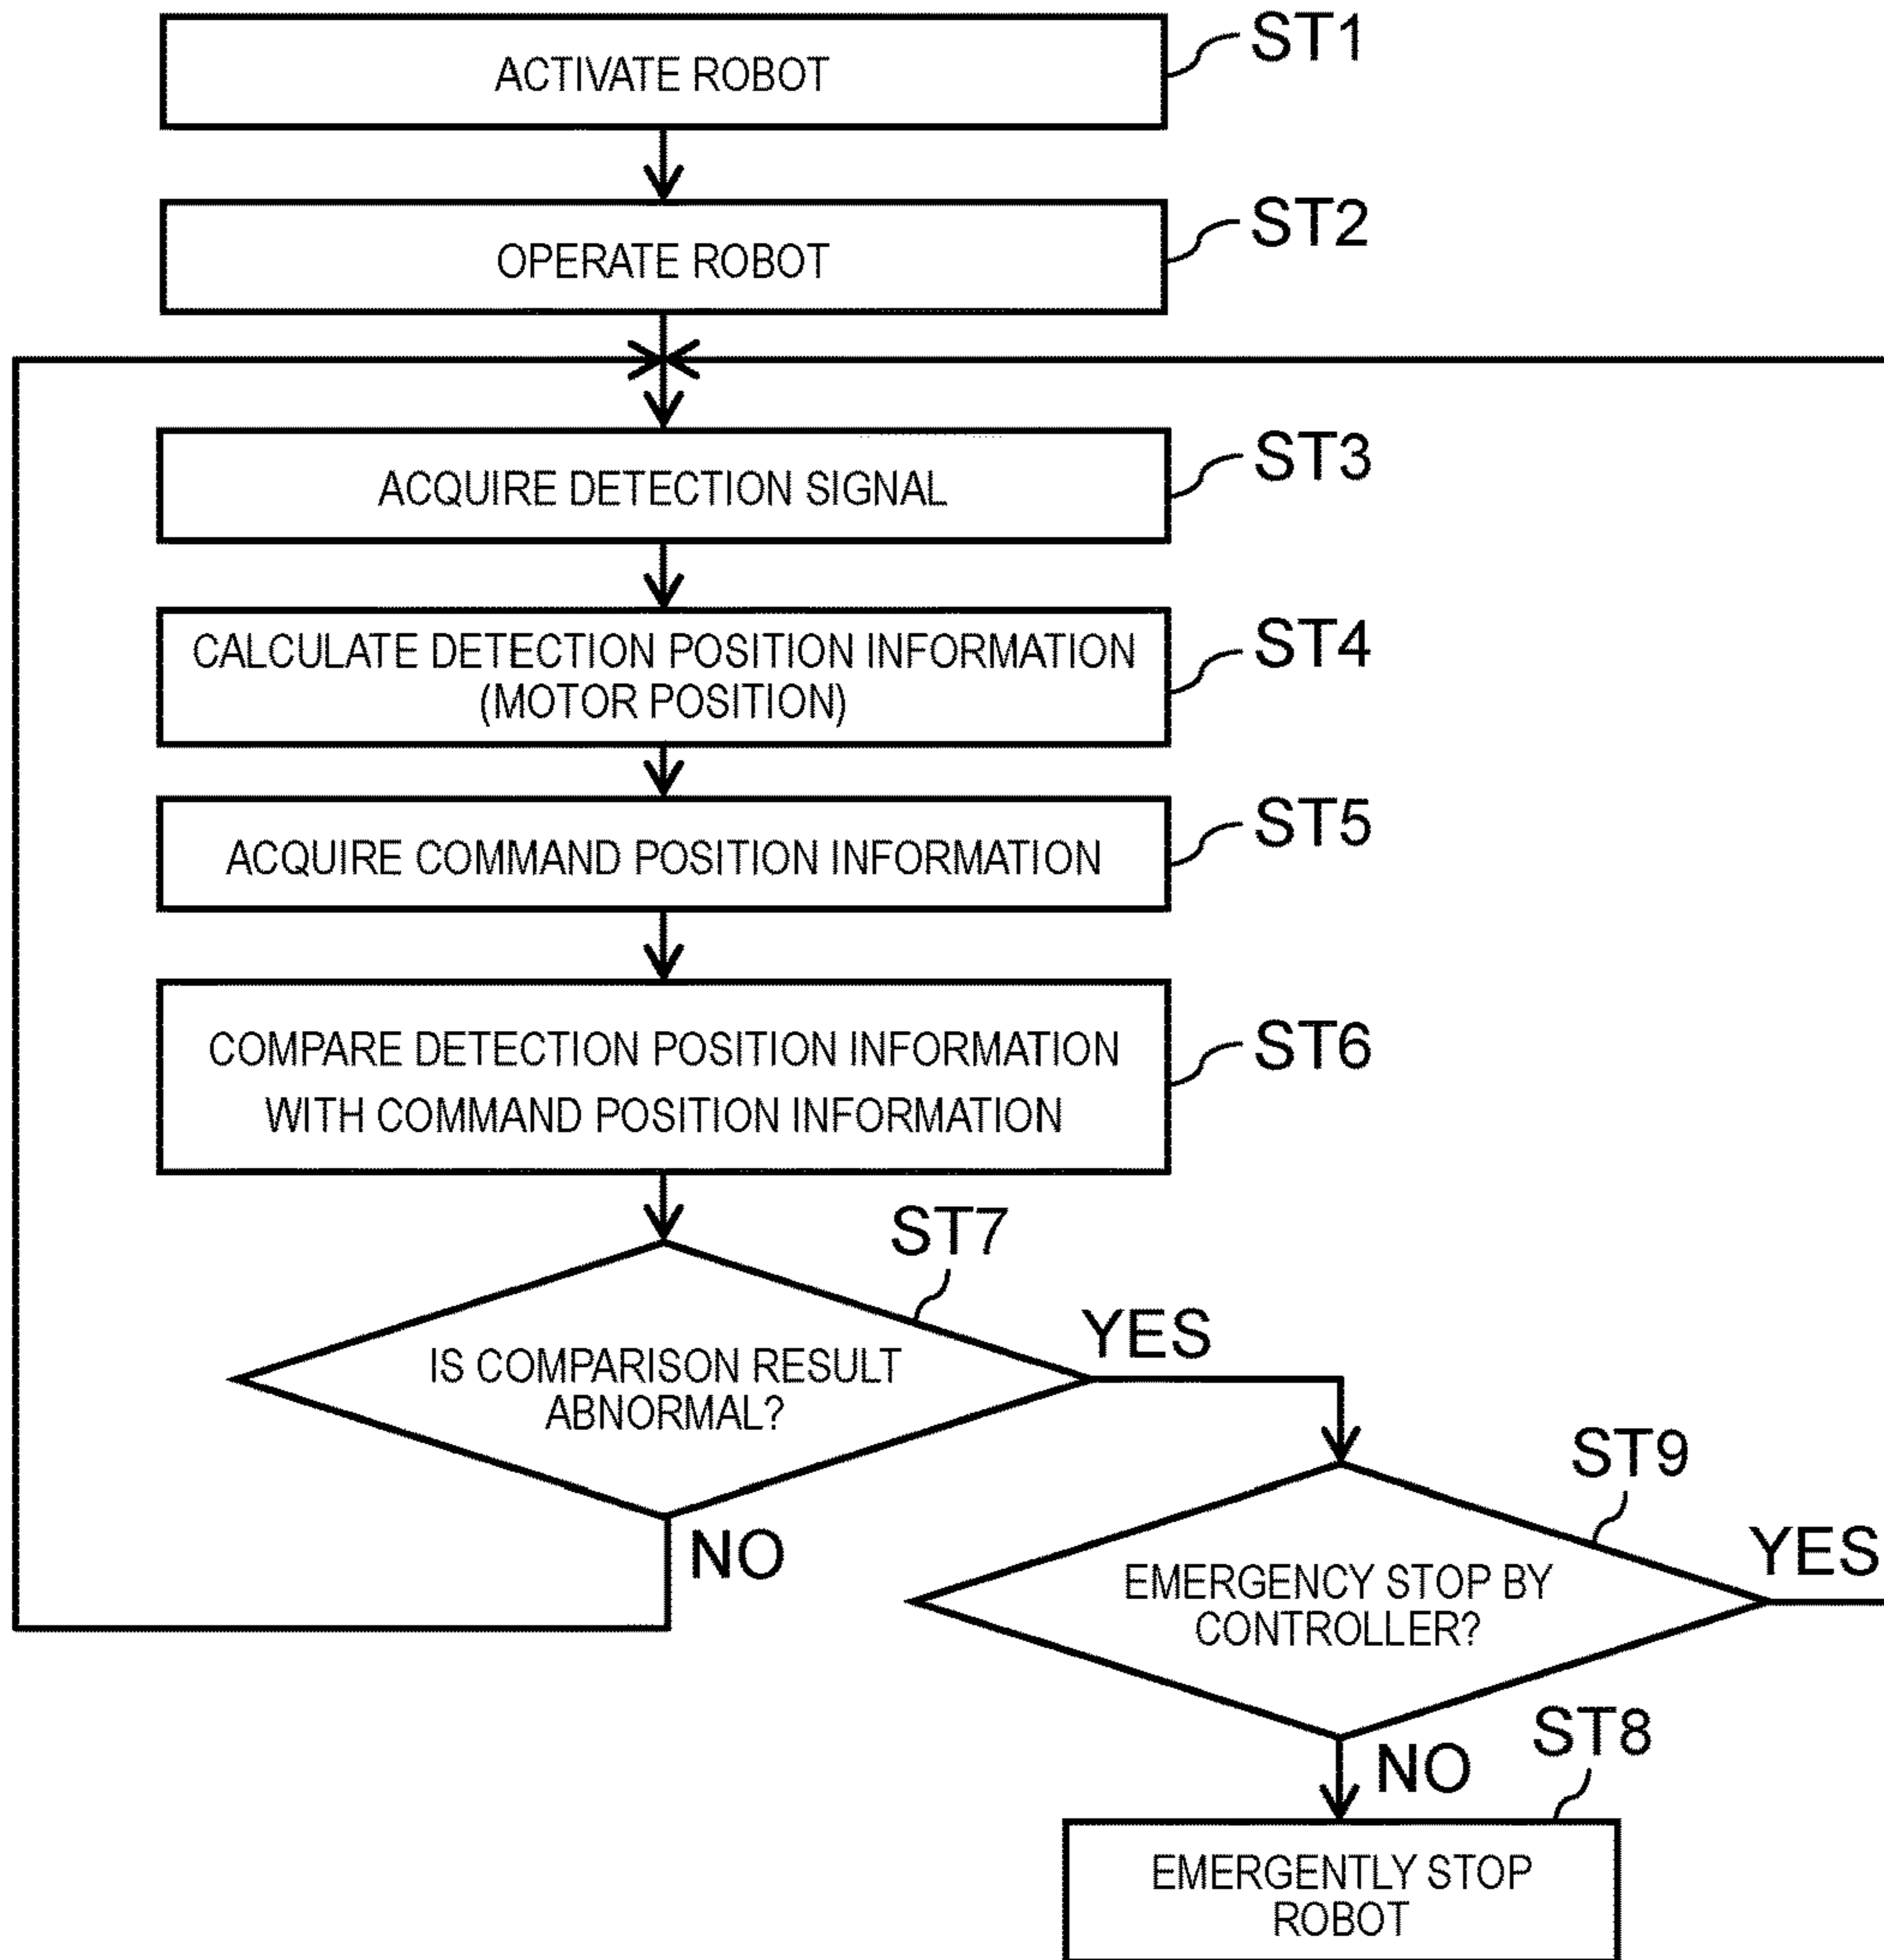 ACTIVATE ROBOT
ST1
OPERATE ROBOT
ST2
ACQUIRE DETECTION SIGNAL
ST3
CALCULATE DETECTION POSITION INFORMATION
(MOTOR POSITION)
ST4
ACQUIRE COMMAND POSITION INFORMATION
ST5
COMPARE DETECTION POSITION INFORMATION
WITH COMMAND POSITION INFORMATION
ST6
ST7
IS COMPARISON RESULT
ABNORMAL?
YES
NO
ST9
EMERGENCY STOP BY
CONTROLLER?
YES
NO
ST8
EMERGENTLY STOP
ROBOT